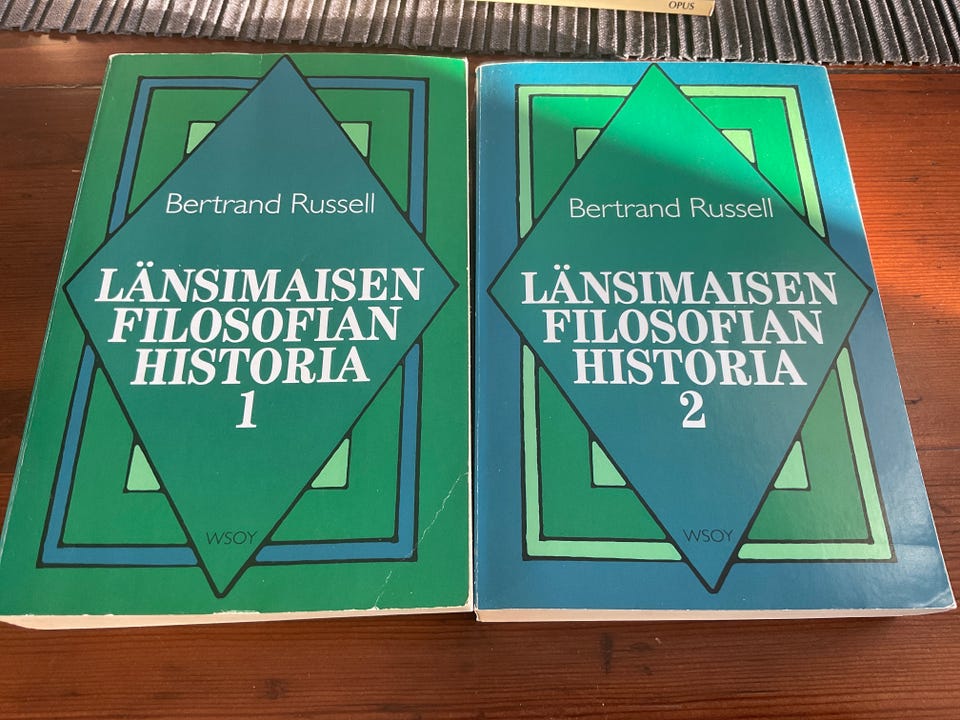 OPUS
Bertrand Russell
LÄNSIMAISEN
FILOSOFIAN
HISTORIA
1
WSOY
Bertrand Russell
LÄNSIMAISEN
FILOSOFIAN
HISTORIA
2
WSOY